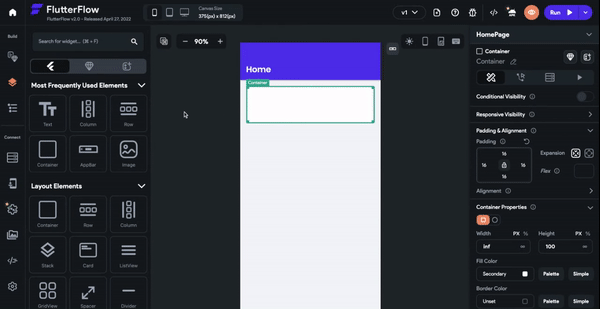 FlutterFlow
FlutterFlow v2.0 - Released April 27, 2022
Canvas Size
375(px) x 812(px)
v1
Run
Build
Search for widget... (⌘ + F)
90%
Home
Container
HomePage
Container
Container
Most Frequently Used Elements
Text
Column
Row
Container
AppBar
Image
Conditional Visibility
Responsive Visibility
Padding & Alignment
Padding
16
16
16
16
Expansion
Flex
Alignment
Connect
Layout Elements
Container
Row
Column
Stack
Card
ListView
GridView
Spacer
Divider
Container Properties
Width
PX
%
Height
PX
%
inf
100
Fill Color
Secondary
Palette
Simple
Border Color
Unset
Palette
Simple